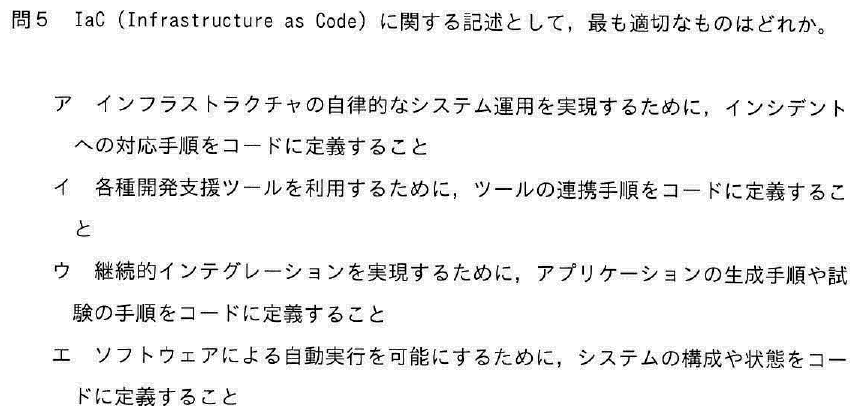 問5 IaC (Infrastructure as Code) に関する記述として，最も適切なものはどれか。
ア インフラストラクチャの自律的なシステム運用を実現するために，インシデント
への対応手順をコードに定義すること
イ 各種開発支援ツールを利用するために，ツールの連携手順をコードに定義するこ
と
ウ 継続的インテグレーションを実現するために，アプリケーションの生成手順や試
験の手順をコードに定義すること
エ ソフトウェアによる自動実行を可能にするために，システムの構成や状態をコー
ドに定義すること